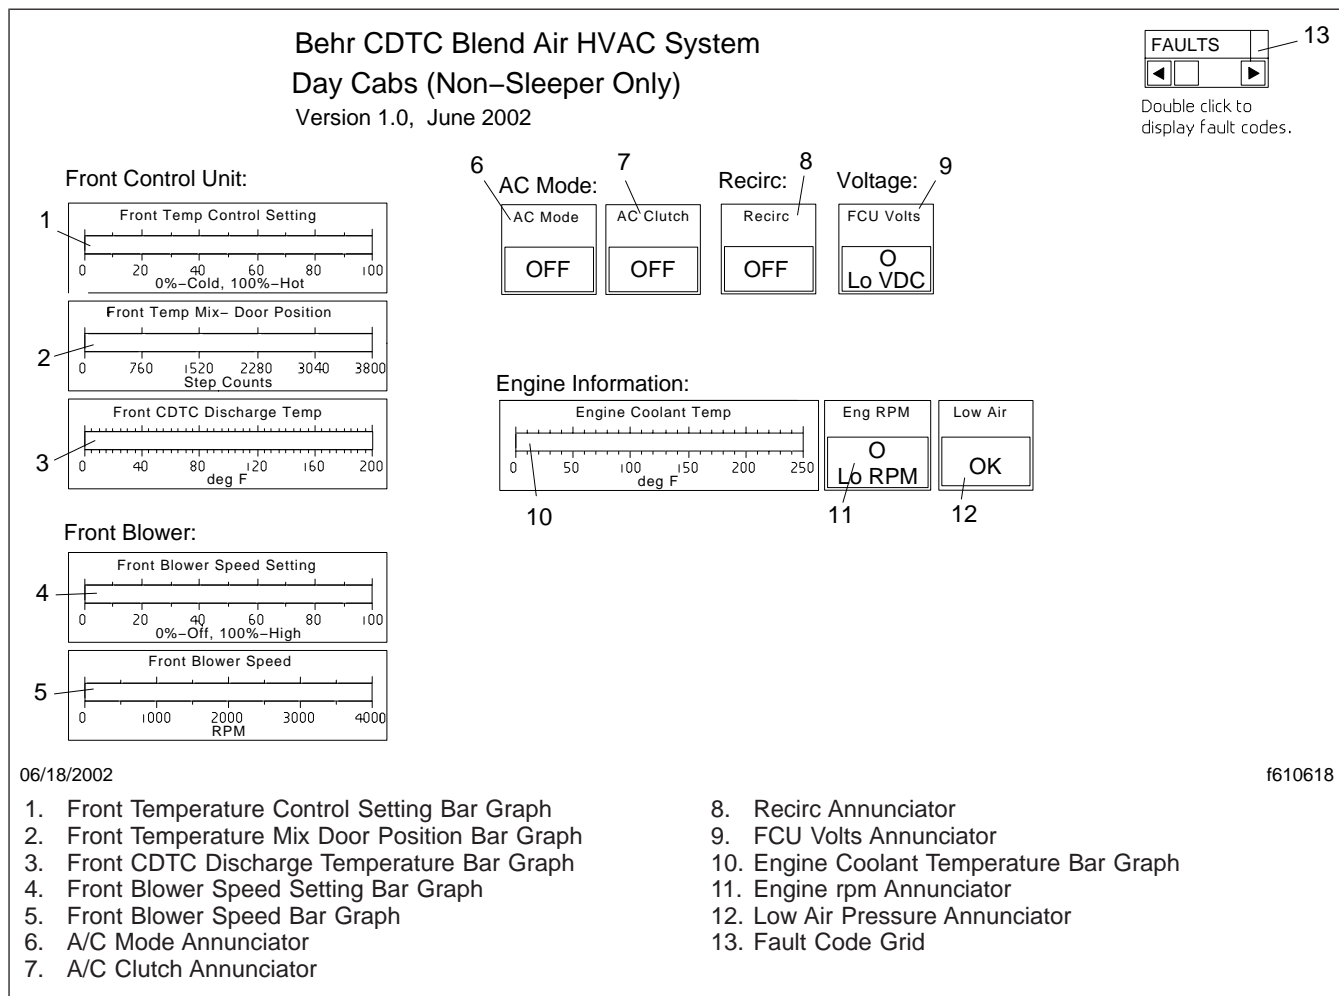 Behr CDTC Blend Air HVAC System
Day Cabs (Non−Sleeper Only)
Version 1.0, June 2002
FAULTS
13
Double click to
display fault codes.
Front Control Unit:
1
Front Temp Control Setting
0 20 40 60 80 100
0%−Cold, 100%−Hot
2
Front Temp Mix− Door Position
0 760 1520 2280 3040 3800
Step Counts
3
Front CDTC Discharge Temp
0 40 80 120 160 200
deg F
Front Blower:
4
Front Blower Speed Setting
0 20 40 60 80 100
0%−Off, 100%−High
5
Front Blower Speed
0 1000 2000 3000 4000
RPM
6 7 8 9
AC Mode: Recirc: Voltage:
AC Mode AC Clutch Recirc FCU Volts
OFF OFF OFF O
Lo VDC
Engine Information:
Engine Coolant Temp
0 50 100 150 200 250
deg F
Eng RPM
O
Lo RPM
Low Air
OK
10 11 12
06/18/2002 f610618
1. Front Temperature Control Setting Bar Graph
2. Front Temperature Mix Door Position Bar Graph
3. Front CDTC Discharge Temperature Bar Graph
4. Front Blower Speed Setting Bar Graph
5. Front Blower Speed Bar Graph
6. A/C Mode Annunciator
7. A/C Clutch Annunciator
8. Recirc Annunciator
9. FCU Volts Annunciator
10. Engine Coolant Temperature Bar Graph
11. Engine rpm Annunciator
12. Low Air Pressure Annunciator
13. Fault Code Grid